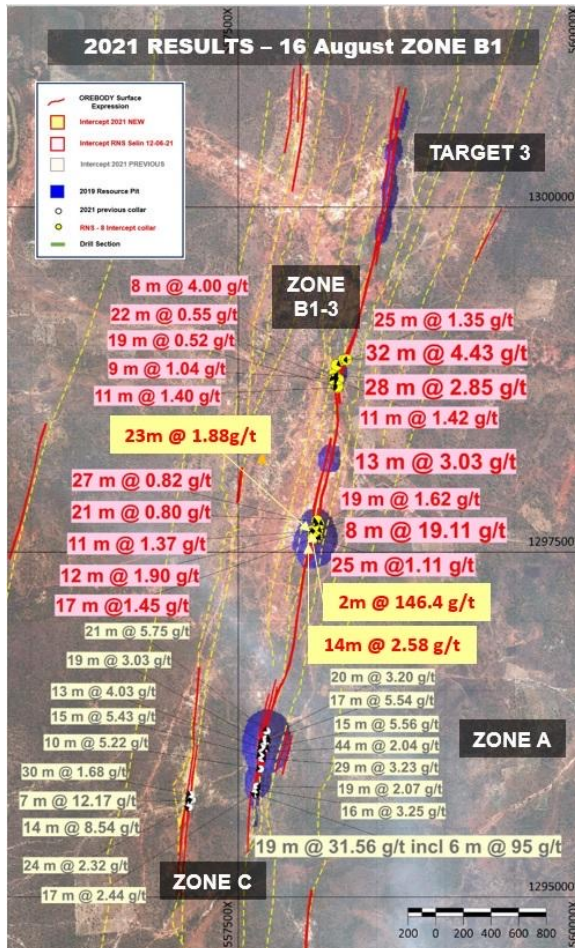 7500X
560000X
2021 RESULTS – 16 August ZONE B1
OREBODY Surface
Expression
Intercept 2021 NEW
Intercept RNS Selin 12-06-21
Intercept 2021 PREVIOUS
2019 Resource Pit
2021 previous collar
RNS - 8 Intercept collar
Drill Section
TARGET 3
1300000
ZONE
B1-3
8 m @ 4.00 g/t
22 m @ 0.55 g/t
19 m @ 0.52 g/t
9 m @ 1.04 g/t
11 m @ 1.40 g/t
25 m @ 1.35 g/t
32 m @ 4.43 g/t
28 m @ 2.85 g/t
11 m @ 1.42 g/t
23m @ 1.88g/t
13 m @ 3.03 g/t
27 m @ 0.82 g/t
21 m @ 0.80 g/t
11 m @ 1.37 g/t
12 m @ 1.90 g/t
17 m @1.45 g/t
19 m @ 1.62 g/t
8 m @ 19.11 g/t
1297500
25 m @1.11 g/t
2m @ 146.4 g/t
14m @ 2.58 g/t
21 m @ 5.75 g/t
19 m @ 3.03 g/t
13 m @ 4.03 g/t
15 m @ 5.43 g/t
10 m @ 5.22 g/t
30 m @ 1.68 g/t
7 m @ 12.17 g/t
14 m @ 8.54 g/t
24 m @ 2.32 g/t
17 m @ 2.44 g/t
20 m @ 3.20 g/t
17 m @ 5.54 g/t
15 m @ 5.56 g/t
44 m @ 2.04 g/t
29 m @ 3.23 g/t
19 m @ 2.07 g/t
16 m @ 3.25 g/t
ZONE A
19 m @ 31.56 g/t incl 6 m @ 95 g/t
ZONE C
1295000
557500X
200 0 200 400 600 800